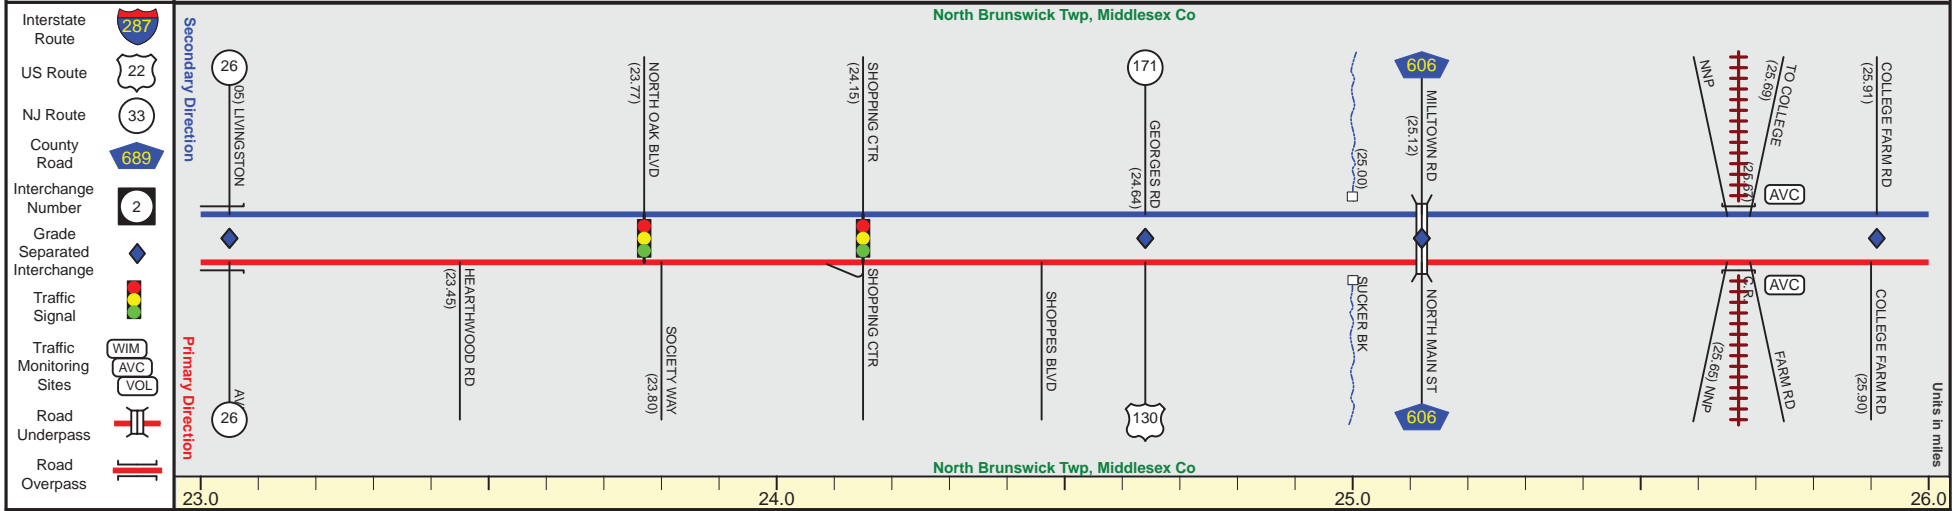 Interstate
Route
287
US Route
22
NJ Route
33
County
Road
689
Interchange
Number
2
Grade
Separated
Interchange
Traffic
Signal
Traffic
Monitoring
Sites
WIM
AVC
VOL
Road
Underpass
Road
Overpass
Secondary Direction
Primary Direction
North Brunswick Twp, Middlesex Co
26
05) LIVINGSTON
AV
26
HEARTHWOOD RD
(23.45)
NORTH OAK BLVD
(23.77)
SOCIETY WAY
(23.80)
SHOPPING CTR
(24.15)
SHOPPING CTR
SHOPPES BLVD
171
GEORGES RD
(24.64)
130
(25.00)
SUCKER BK
606
MILLTOWN RD
(25.12)
NORTH MAIN ST
606
NNP
(25.65) NNP
C.R.
TO COLLEGE
(25.69)
FARM RD
AVC
AVC
COLLEGE FARM RD
(25.91)
COLLEGE FARM RD
(25.90)
Units in miles
North Brunswick Twp, Middlesex Co
23.0
24.0
25.0
26.0